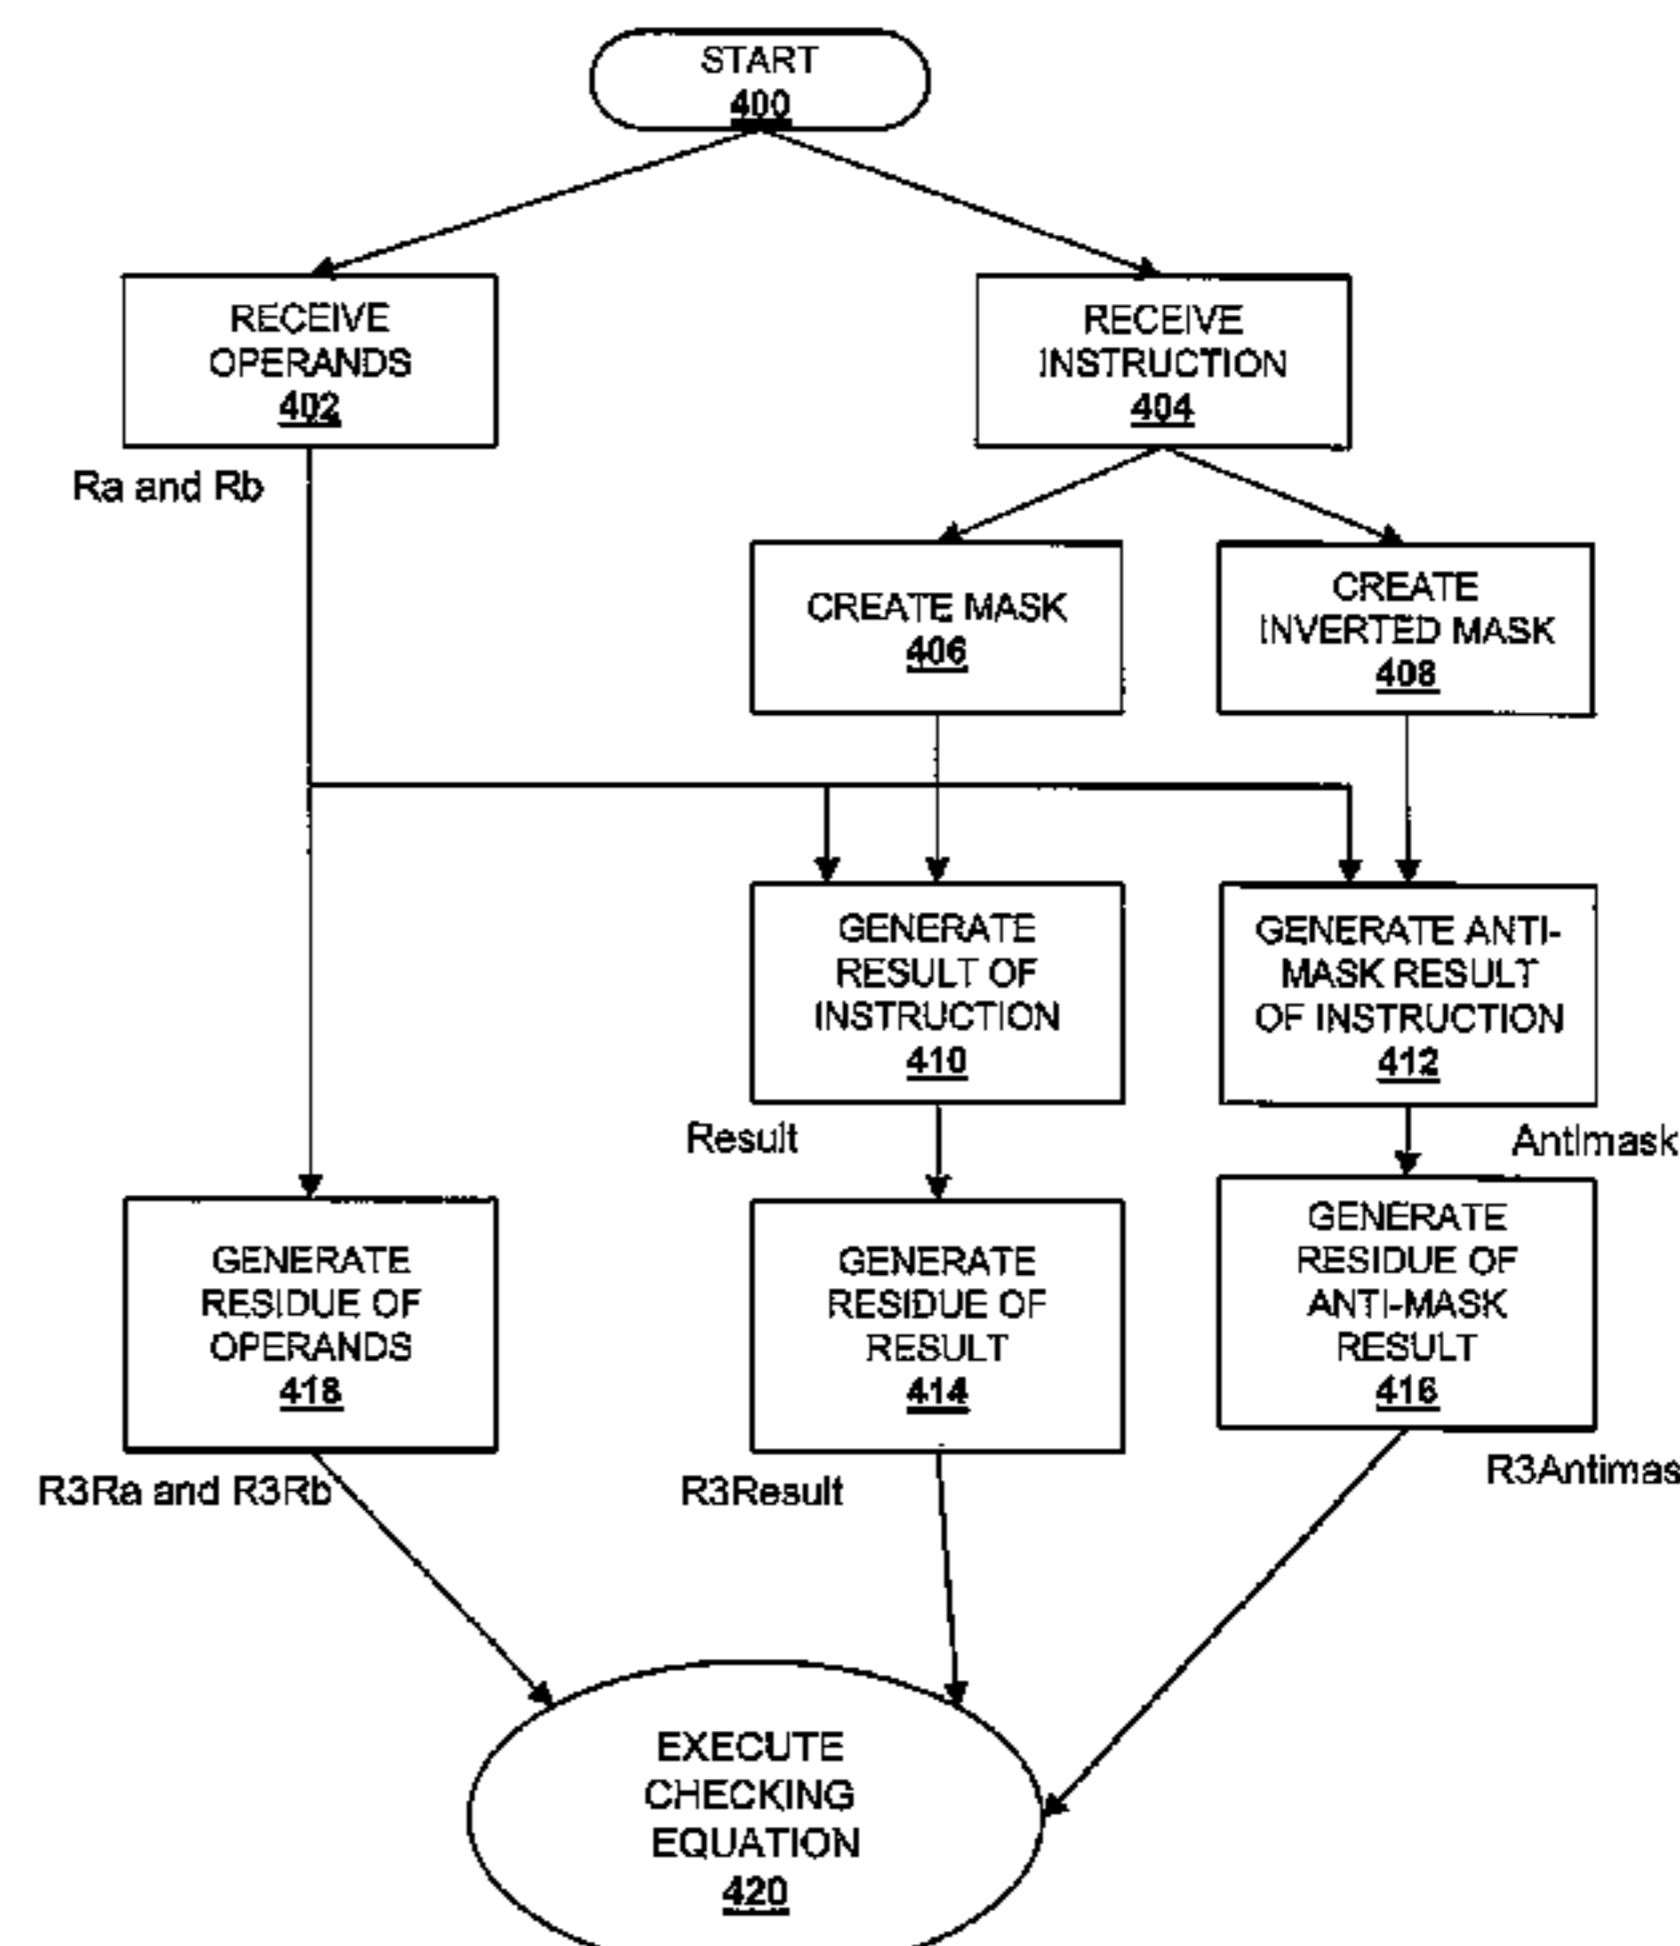 START
400
RECEIVE
OPERANDS
402
RECEIVE
INSTRUCTION
404
Ra and Rb
CREATE MASK
406
CREATE
INVERTED MASK
408
GENERATE
RESULT OF
INSTRUCTION
410
GENERATE ANTI-
MASK RESULT
OF INSTRUCTION
412
Result
Antimask
GENERATE
RESIDUE OF
OPERANDS
418
GENERATE
RESIDUE OF
RESULT
414
GENERATE
RESIDUE OF
ANTI-MASK
RESULT
416
R3Ra and R3Rb
R3Result
R3Antimas
EXECUTE
CHECKING
EQUATION
420